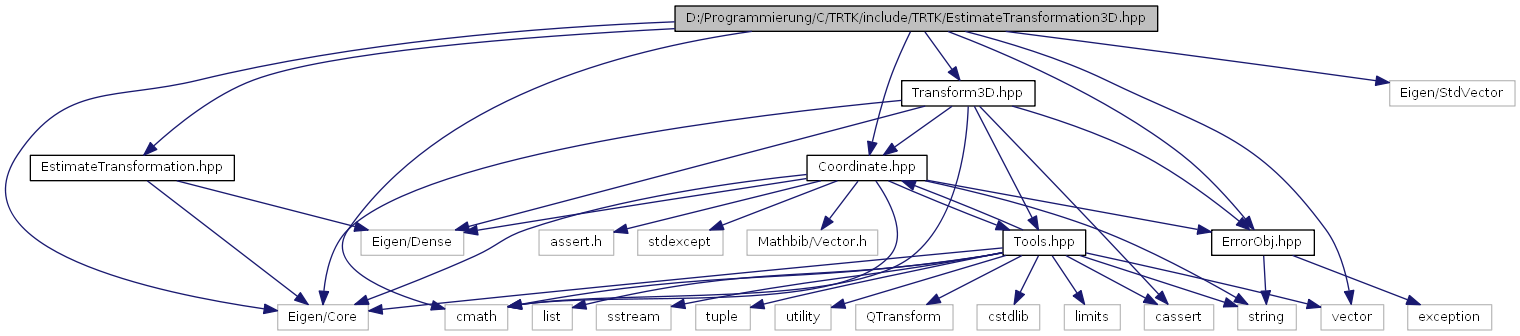 D:/Programmierung/C/TRTK/include/TRTK/EstimateTransformation3D.hpp
Transform3D.hpp
Eigen/StdVector
EstimateTransformation.hpp
Coordinate.hpp
Eigen/Dense
assert.h
stdexcept
Mathbib/Vector.h
Tools.hpp
ErrorObj.hpp
Eigen/Core
cmath
list
sstream
tuple
utility
QTransform
cstdlib
limits
cassert
string
vector
exception